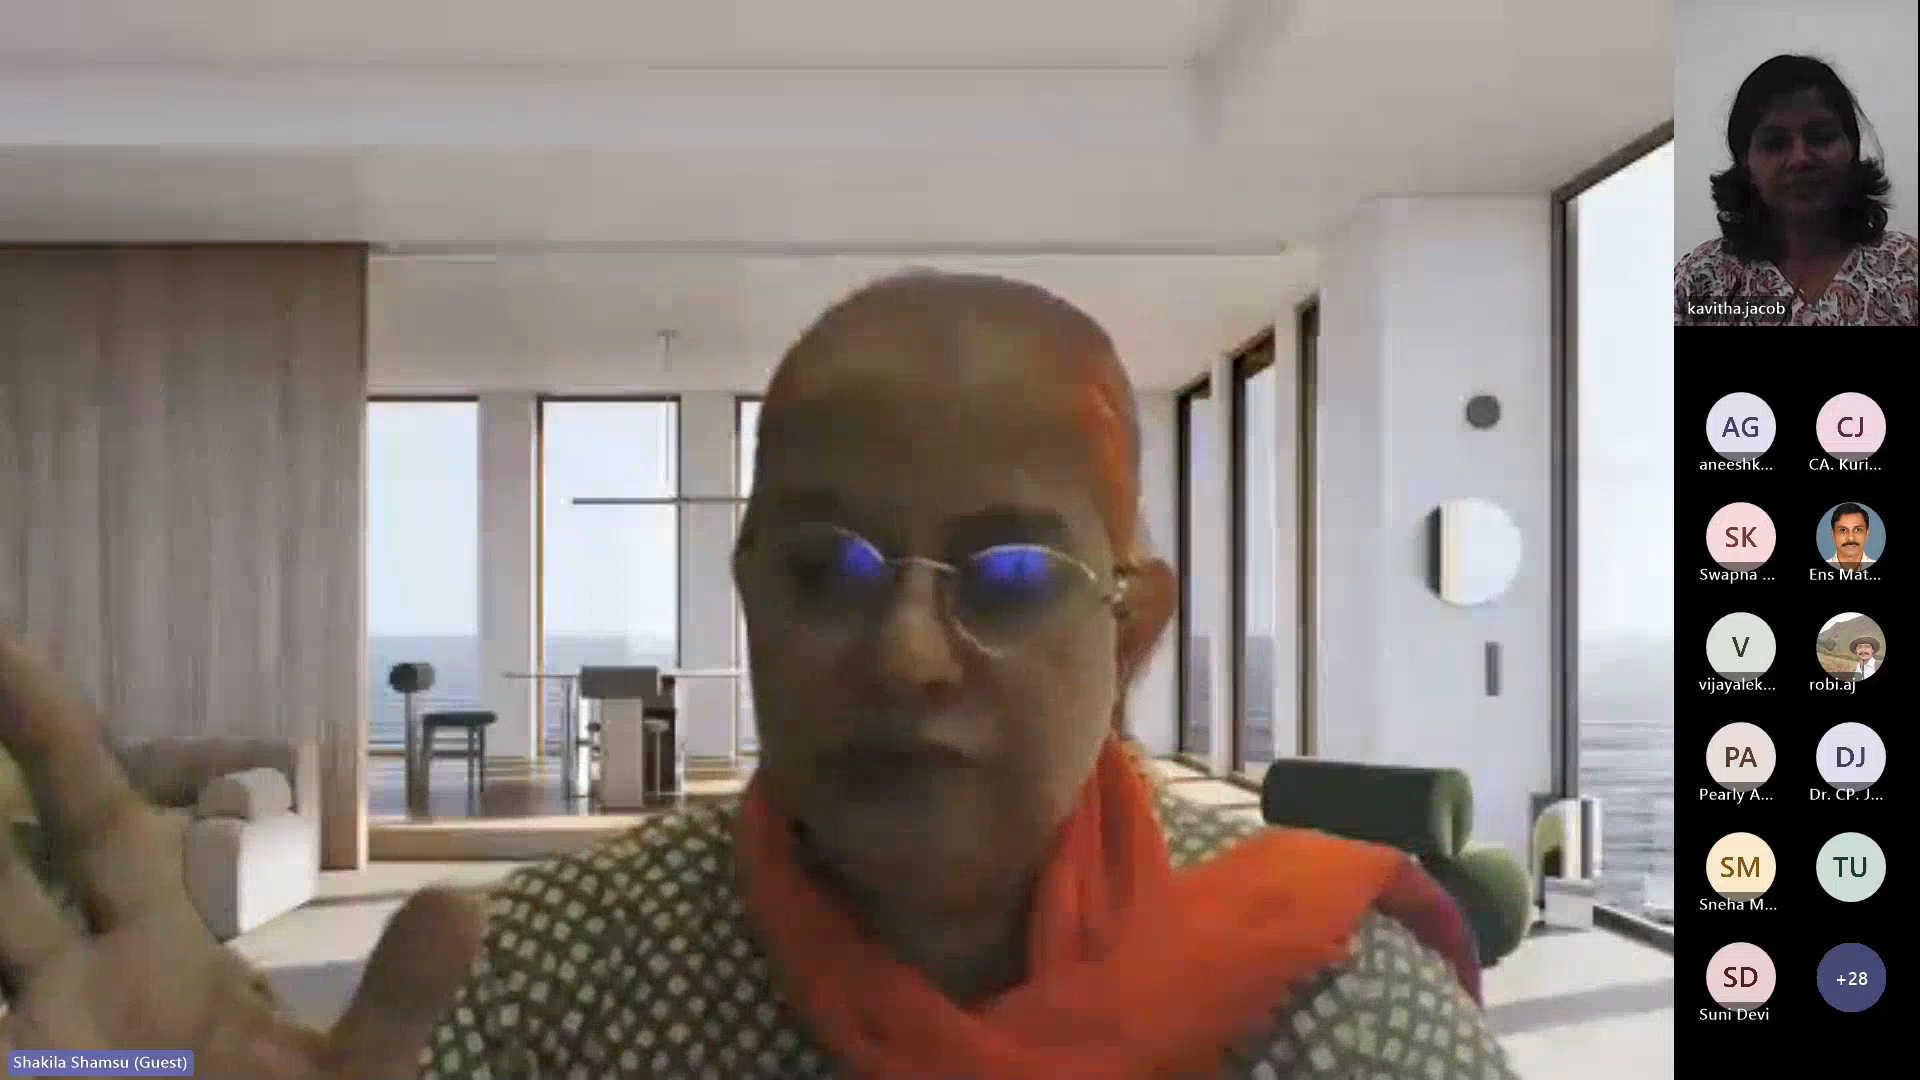 kavitha.jacob
AG
CJ
aneeshk...
CA. Kuri...
SK
Swapna ...
Ens Mat...
V
vijayalek...
robi.aj
PA
DJ
Pearly A...
Dr. CP. J...
SM
TU
Sneha M...
SD
+28
Suni Devi
Shakila Shamsu (Guest)